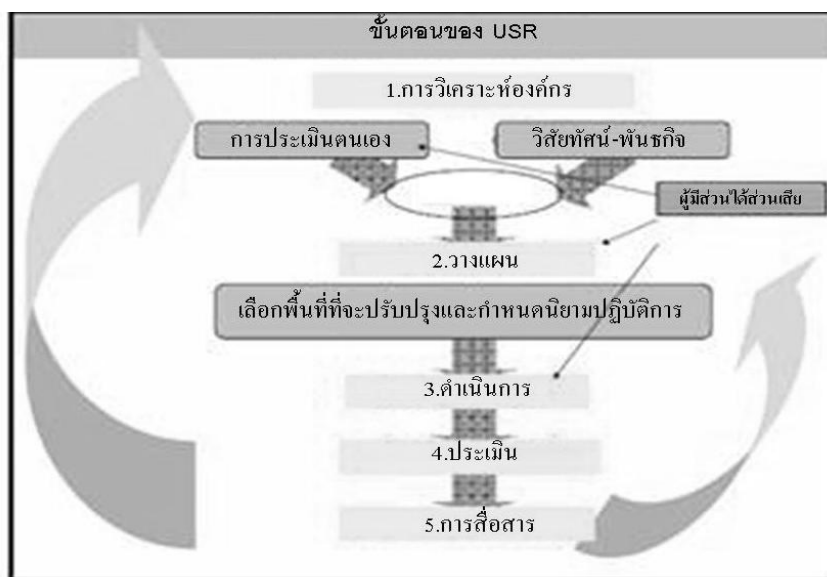 ขั้นตอนของ USR
1.การวิเคราะห์องค์กร
การประเมินตนเอง
วิสัยทัศน์-พันธกิจ
ผู้มีส่วนได้ส่วนเสีย
2.วางแผน
เลือกพื้นที่ที่จะปรับปรุงและกำหนดนิยามปฏิบัติการ
3.ดำเนินการ
4.ประเมิน
5.การสื่อสาร